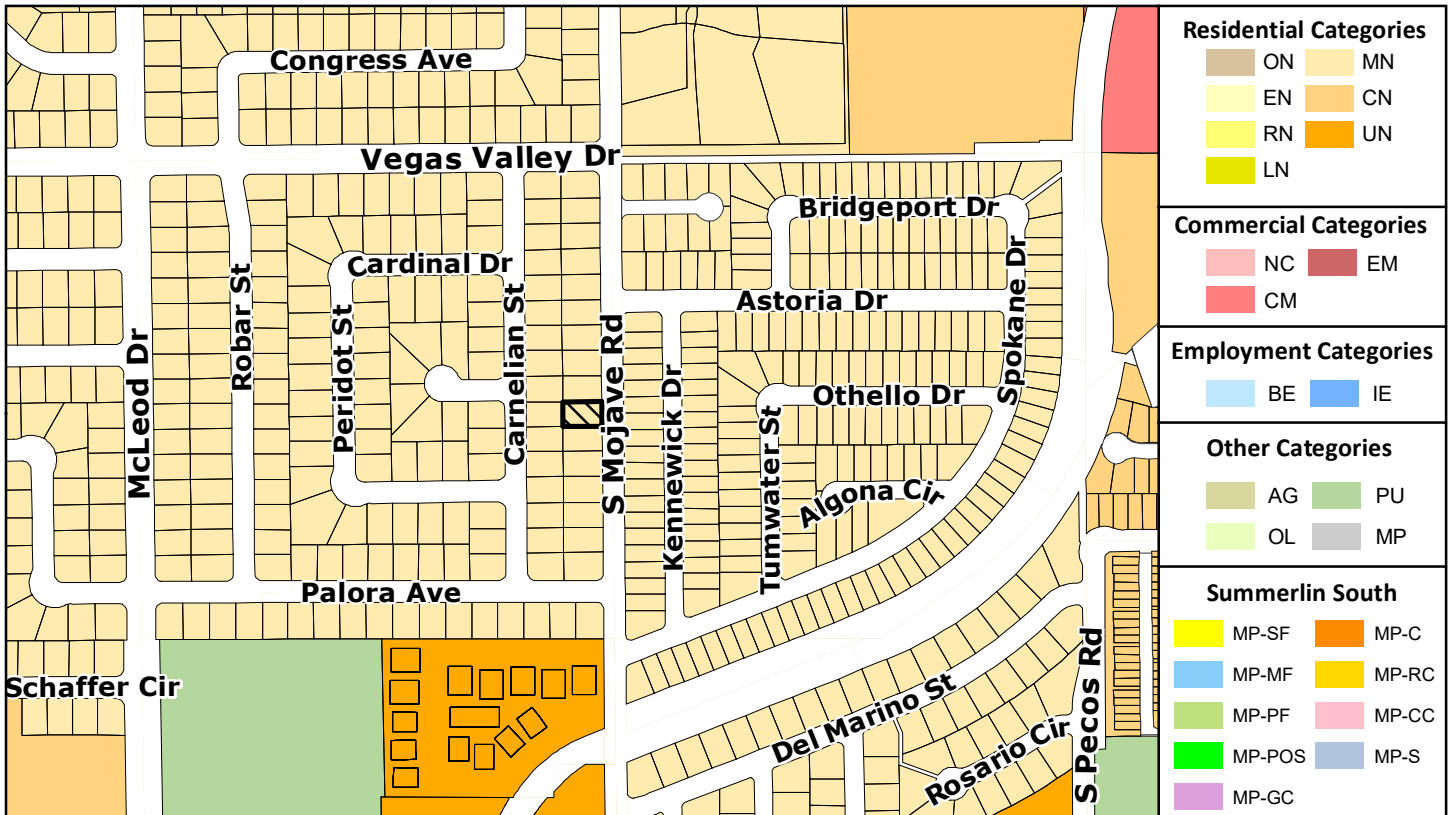 Congress Ave
Vegas Valley Dr
Bridgeport Dr
Cardinal Dr
Astoria Dr
Robar St
Peridot St
Carnelian St
S Mojave Rd
Spokane Dr
McLeod Dr
Kennewick Dr
Othello Dr
Tumwater St
Algona Cir
Palora Ave
Schaffer Cir
Del Marino St
Rosario Cir
S Pecos Rd
Residential Categories
ON MN
EN CN
RN UN
LN
Commercial Categories
NC EM
CM
Employment Categories
BE IE
Other Categories
AG PU
OL MP
Summerlin South
MP-SF MP-C
MP-MF MP-RC
MP-PF MP-CC
MP-POS MP-S
MP-GC